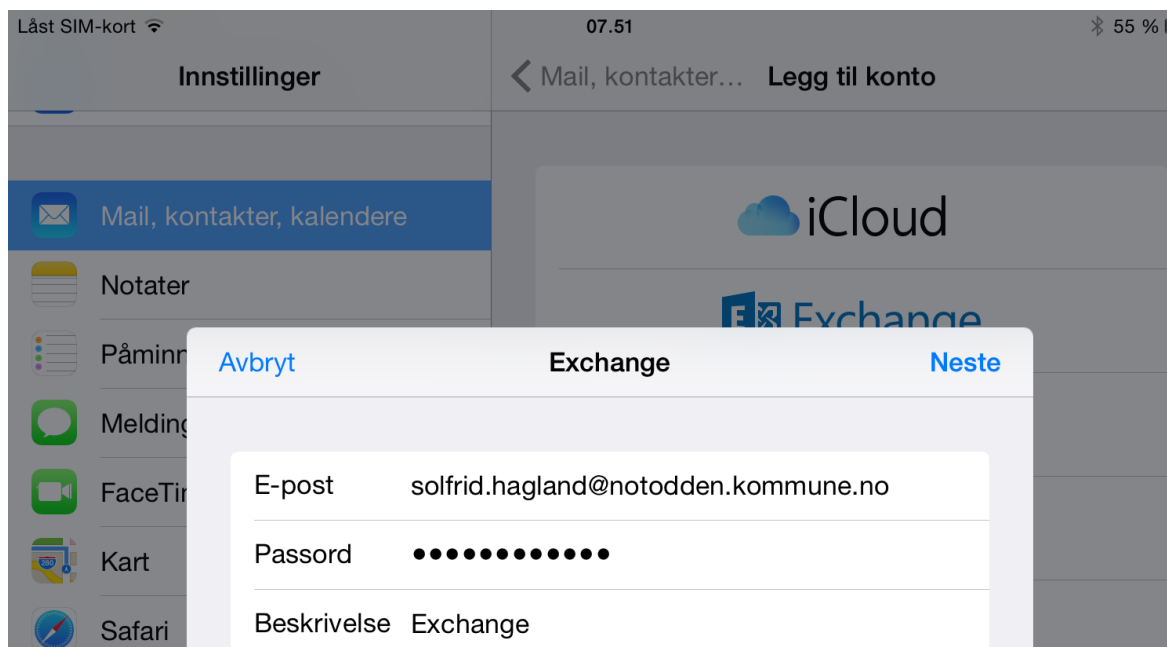 Låst SIM-kort 07.51 55 %
Innstillinger
Mail, kontakter... Legg til konto
Mail, kontakter, kalendere
iCloud
Notater
Exchange
Påminn
Avbryt Exchange Neste
Melding
E-post solfrid.hagland@notodden.kommune.no
FaceTi
Passord ●●●●●●●●●●●●
Kart
Beskrivelse Exchange
Safari